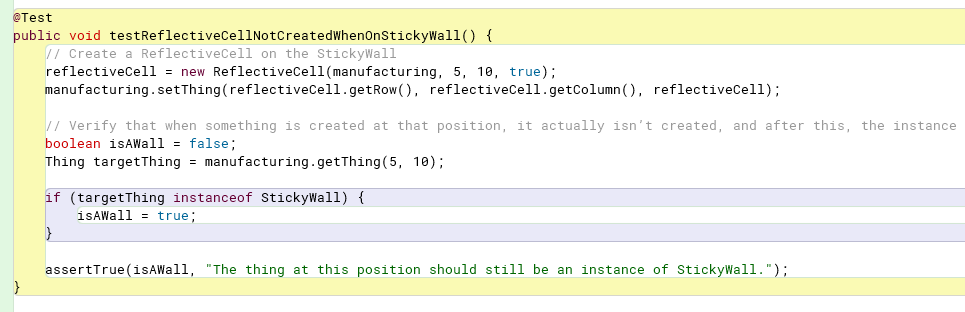 @Test
public void testReflectiveCellNotCreatedWhenOnStickyWall() {
// Create a ReflectiveCell on the StickyWall
reflectiveCell = new ReflectiveCell(manufacturing, 5, 10, true);
manufacturing.setThing(reflectiveCell.getRow(), reflectiveCell.getColumn(), reflectiveCell);
// Verify that when something is created at that position, it actually isn't created, and after this, the instance
boolean isAWall = false;
Thing targetThing = manufacturing.getThing(5, 10);
if (targetThing instanceof StickyWall) {
isAWall = true;
}
assertTrue(isAWall, "The thing at this position should still be an instance of StickyWall.");
}